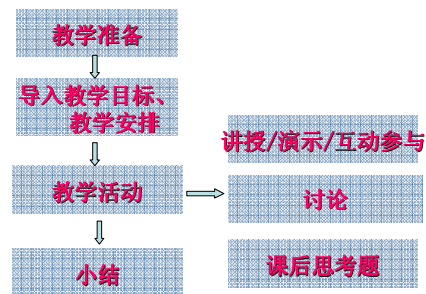 教学准备
导入教学目标、
教学安排
教学活动
小结
讲授/演示/互动参与
讨论
课后思考题